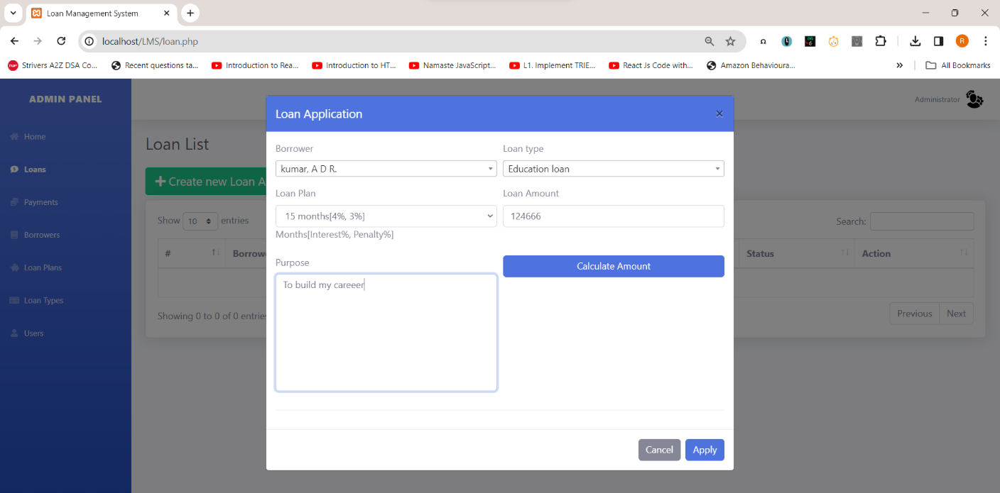 Loan Management System
localhost/LMS/loan.php
R
TUF Strivers A2Z DSA Co... Recent questions ta... Introduction to Rea... Introduction to HT... Namaste JavaScript... L1. Implement TRIE... React Js Code with... Amazon Behavioura... » All Bookmarks
ADMIN PANEL
Home
Loans
Payments
Borrowers
Loan Plans
Loan Types
Users
Administrator
Loan List
Create new Loan A
Show 10 entries
Search:
# Borrow Status Action
Showing 0 to 0 of 0 entries
Previous Next
Loan Application ×
Borrower Loan type
kumar, A D R. Education loan
Loan Plan Loan Amount
15 months[4%, 3%] 124666
Months[Interest%, Penalty%]
Purpose Calculate Amount
To build my careeer
Cancel Apply